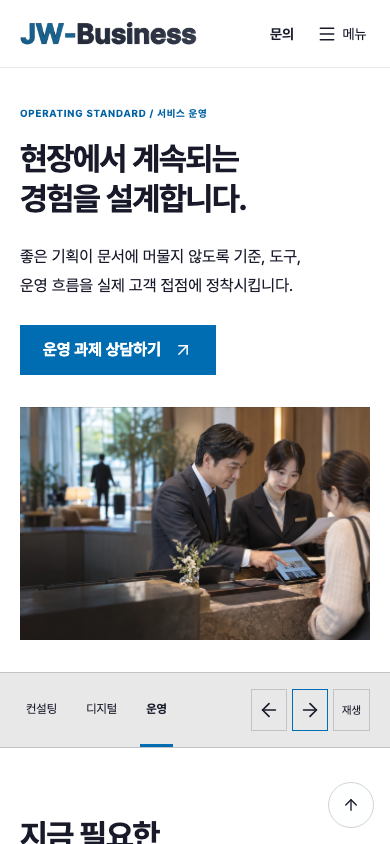 JW-Business
문의
메뉴
OPERATING STANDARD / 서비스 운영
현장에서 계속되는
경험을 설계합니다.
좋은 기획이 문서에 머물지 않도록 기준, 도구,
운영 흐름을 실제 고객 접점에 정착시킵니다.
운영 과제 상담하기
컨설팅
디지털
운영
재생
지금 필요한